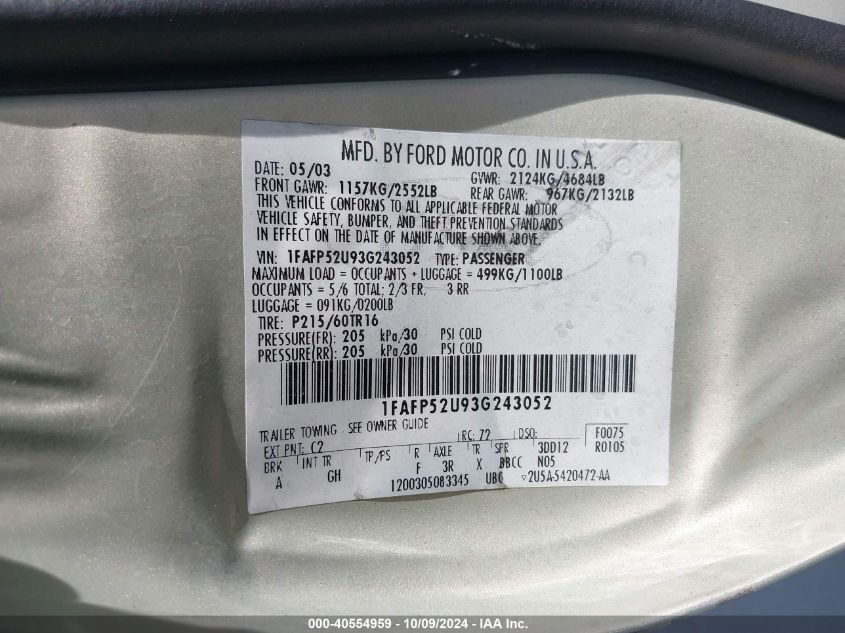 MFD. BY FORD MOTOR CO. IN U.S.A.
DATE: 05/03 GVWR: 2124KG/4684LB
FRONT GAWR: 1157KG/2552LB REAR GAWR: 967KG/2132LB
THIS VEHICLE CONFORMS TO ALL APPLICABLE FEDERAL MOTOR
VEHICLE SAFETY, BUMPER, AND THEFT PREVENTION STANDARDS
IN EFFECT ON THE DATE OF MANUFACTURE SHOWN ABOVE.
VIN: 1FAFP52U93G243052 TYPE: PASSENGER
MAXIMUM LOAD = OCCUPANTS + LUGGAGE = 499KG/1100LB
OCCUPANTS = 5/6 TOTAL; 2/3 FR, 3 RR
LUGGAGE = 091KG/0200LB
TIRE: P215/60TR16
PRESSURE(FR): 205 kPa/30 PSI COLD
PRESSURE(RR): 205 kPa/30 PSI COLD
1FAFP52U93G243052
TRAILER TOWING - SEE OWNER GUIDE
EXT PNT: C2 RC: 72 DSO: F0075
BRK INT TR TP/PS R AXLE TR SPR 3DD12 R0105
A GH F 3R X BBCC N05
1200305083345 UBC ▽2U5A-5420472-AA
000-40554959 - 10/09/2024 - IAA Inc.